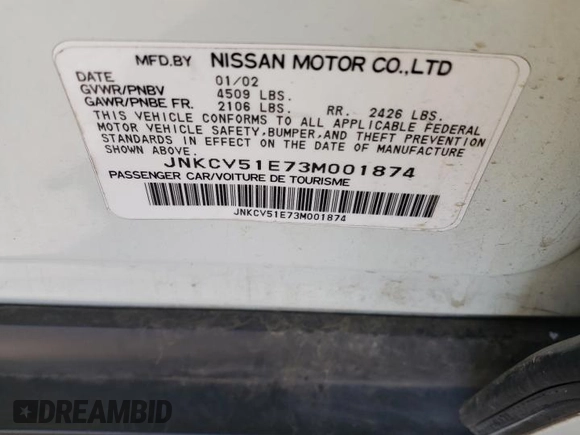 MFD.BY NISSAN MOTOR CO.,LTD
DATE 01/02
GVWR/PNBV 4509 LBS.
GAWR/PNBE FR. 2106 LBS. RR. 2426 LBS.
THIS VEHICLE CONFORMS TO ALL APPLICABLE FEDERAL
MOTOR VEHICLE SAFETY, BUMPER, AND THEFT PREVENTION
STANDARDS IN EFFECT ON THE DATE OF MANUFACTURE
SHOWN ABOVE.
JNKCV51E73M001874
PASSENGER CAR/VOITURE DE TOURISME
JNKCV51E73M001874
DREAMBID